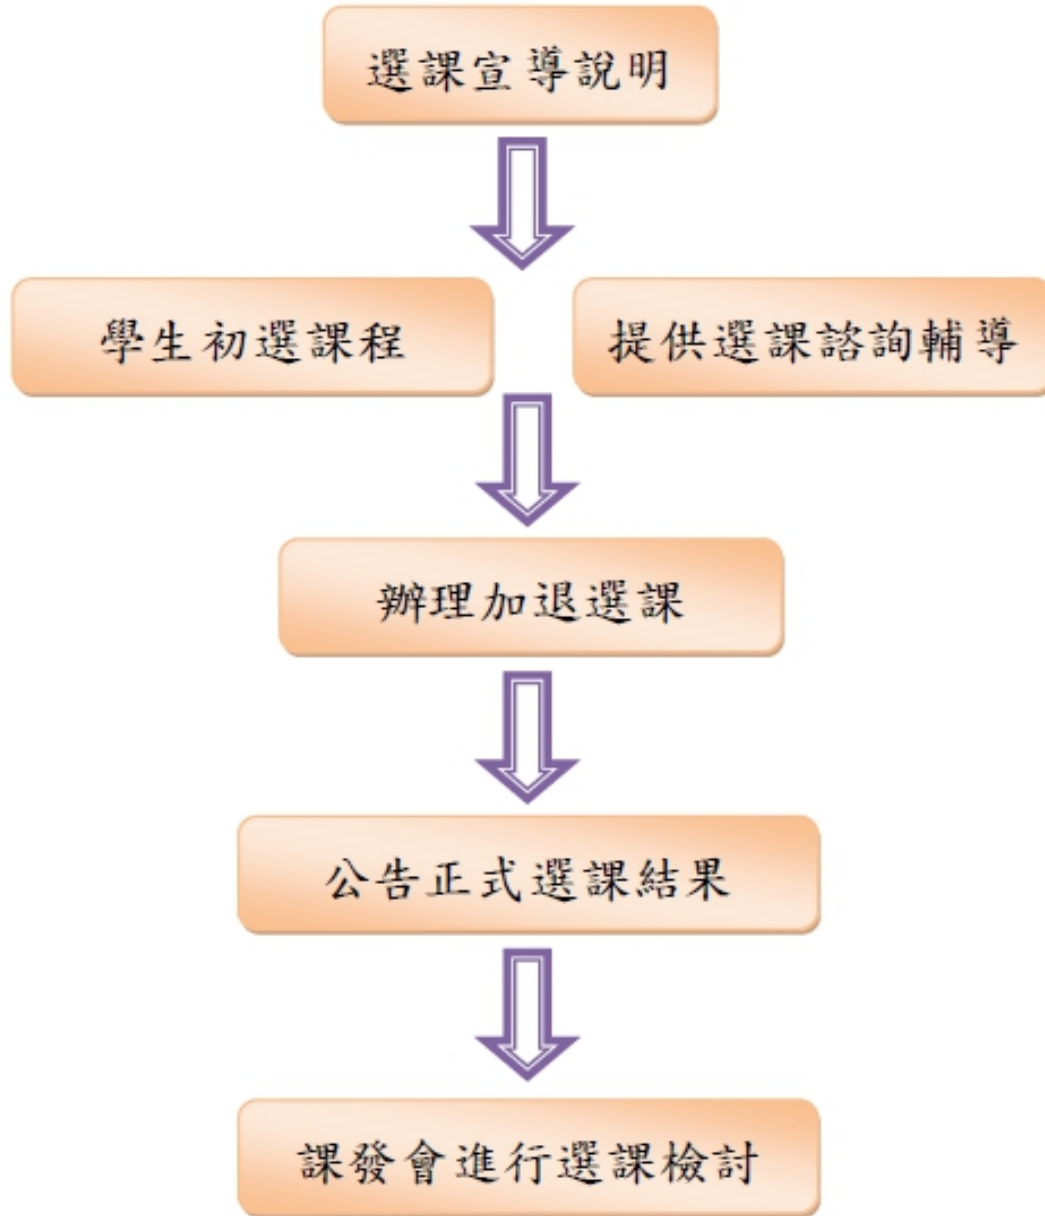 選課宣導說明
學生初選課程
提供選課諮詢輔導
辦理加退選課
公告正式選課結果
課發會進行選課檢討